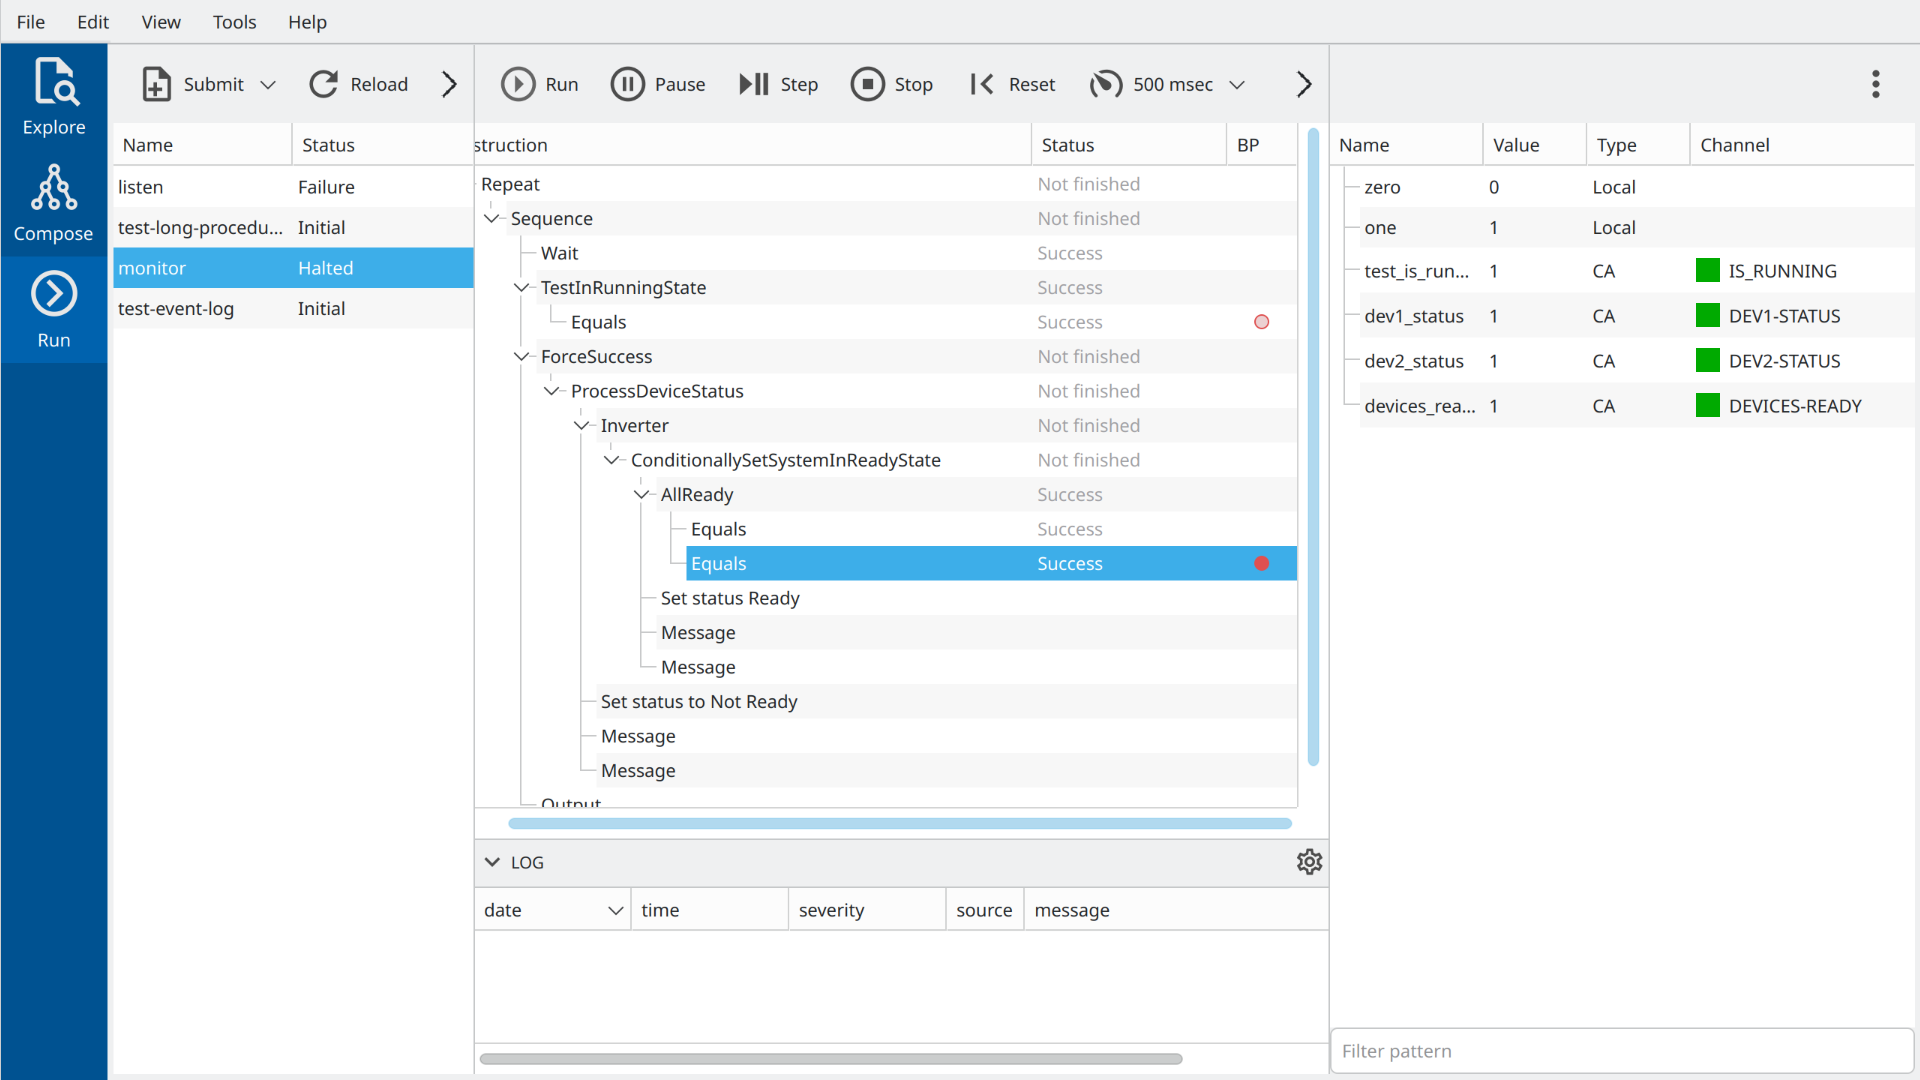 File Edit View Tools Help
Explore
Compose
Run
Submit Reload
Name Status
listen Failure
test-long-procedu... Initial
monitor Halted
test-event-log Initial
Run Pause Step Stop Reset 500 msec
struction Status BP
Repeat Not finished
Sequence Not finished
Wait Success
TestInRunningState Success
Equals Success
ForceSuccess Not finished
ProcessDeviceStatus Not finished
Inverter Not finished
ConditionallySetSystemInReadyState Not finished
AllReady Success
Equals Success
Equals Success
Set status Ready
Message
Message
Set status to Not Ready
Message
Message
Output
LOG
date time severity source message
Name Value Type Channel
zero 0 Local
one 1 Local
test_is_run... 1 CA IS_RUNNING
dev1_status 1 CA DEV1-STATUS
dev2_status 1 CA DEV2-STATUS
devices_rea... 1 CA DEVICES-READY
Filter pattern